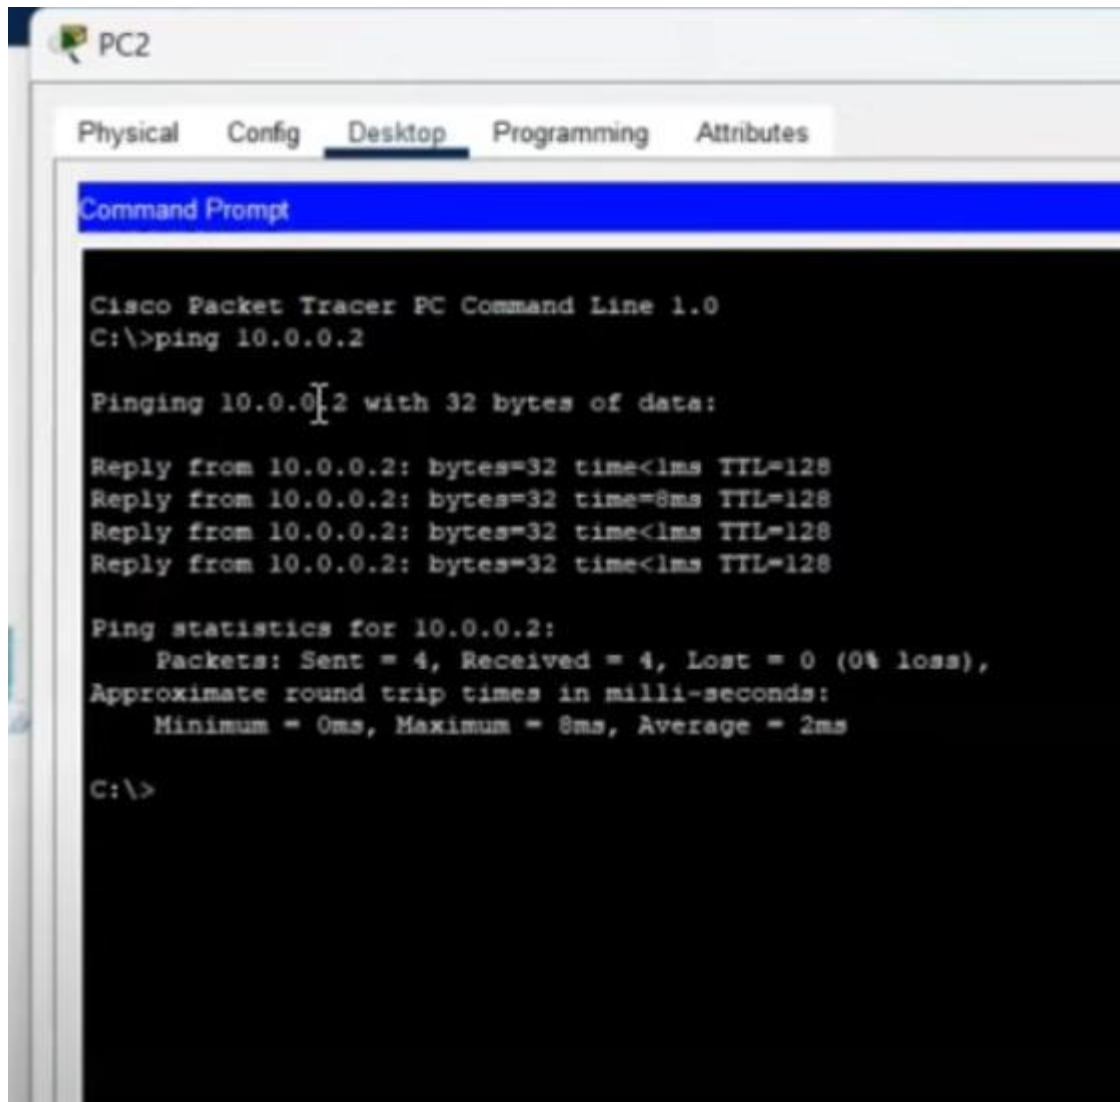 PC2
Physical Config Desktop Programming Attributes
Command Prompt
Cisco Packet Tracer PC Command Line 1.0
C:\>ping 10.0.0.2
Pinging 10.0.0.2 with 32 bytes of data:
Reply from 10.0.0.2: bytes=32 time<1ms TTL=128
Reply from 10.0.0.2: bytes=32 time=8ms TTL=128
Reply from 10.0.0.2: bytes=32 time<1ms TTL=128
Reply from 10.0.0.2: bytes=32 time<1ms TTL=128
Ping statistics for 10.0.0.2:
Packets: Sent = 4, Received = 4, Lost = 0 (0% loss),
Approximate round trip times in milli-seconds:
Minimum = 0ms, Maximum = 8ms, Average = 2ms
C:\>